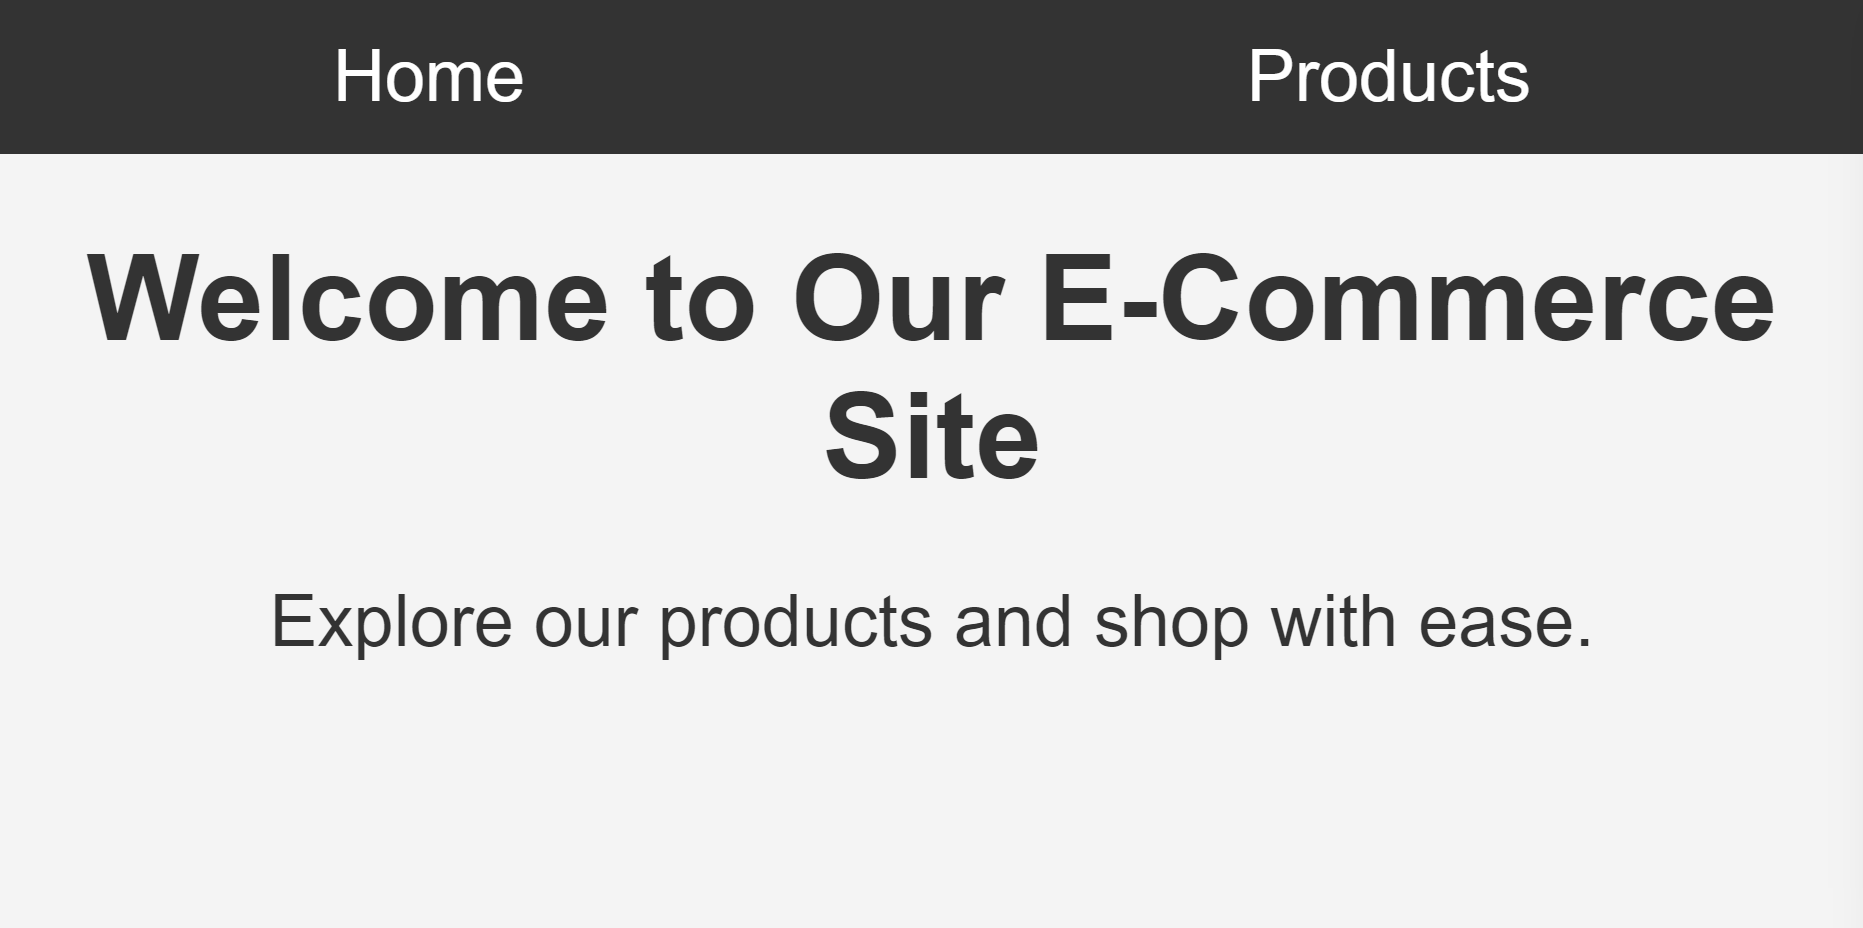 Home Products
Welcome to Our E-Commerce
Site
Explore our products and shop with ease.